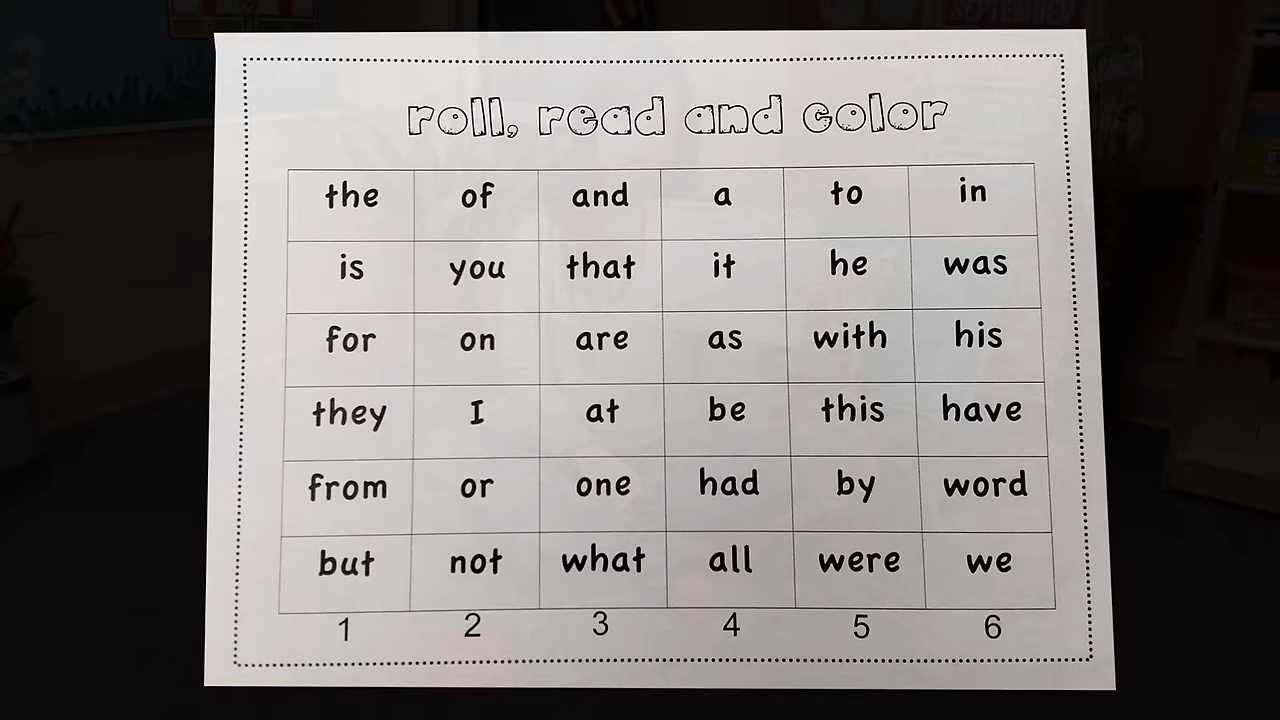 SEPTEMBER
roll, read and color
the of and a to in
is you that it he was
for on are as with his
they I at be this have
from or one had by word
but not what all were we
1 2 3 4 5 6